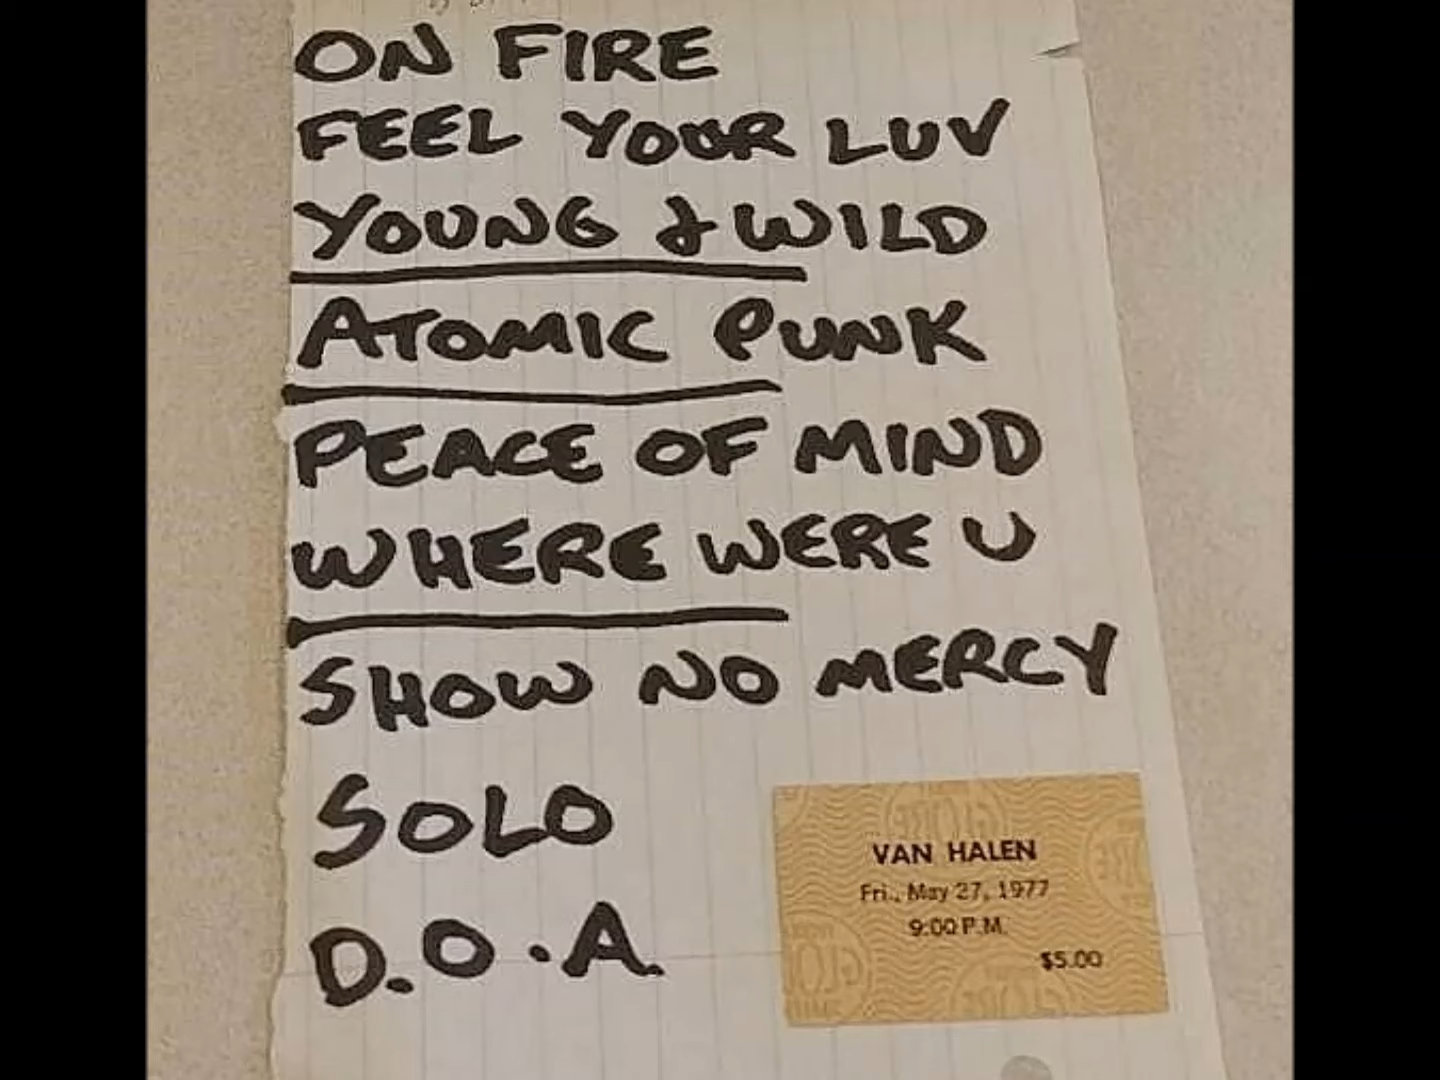 ON FIRE
FEEL YOUR LUV
YOUNG & WILD
ATOMIC PUNK
PEACE OF MIND
WHERE WERE U
SHOW NO MERCY
SOLO
D.O.A.
VAN HALEN
Fri., May 27, 1977
9:00 P.M.
$5.00